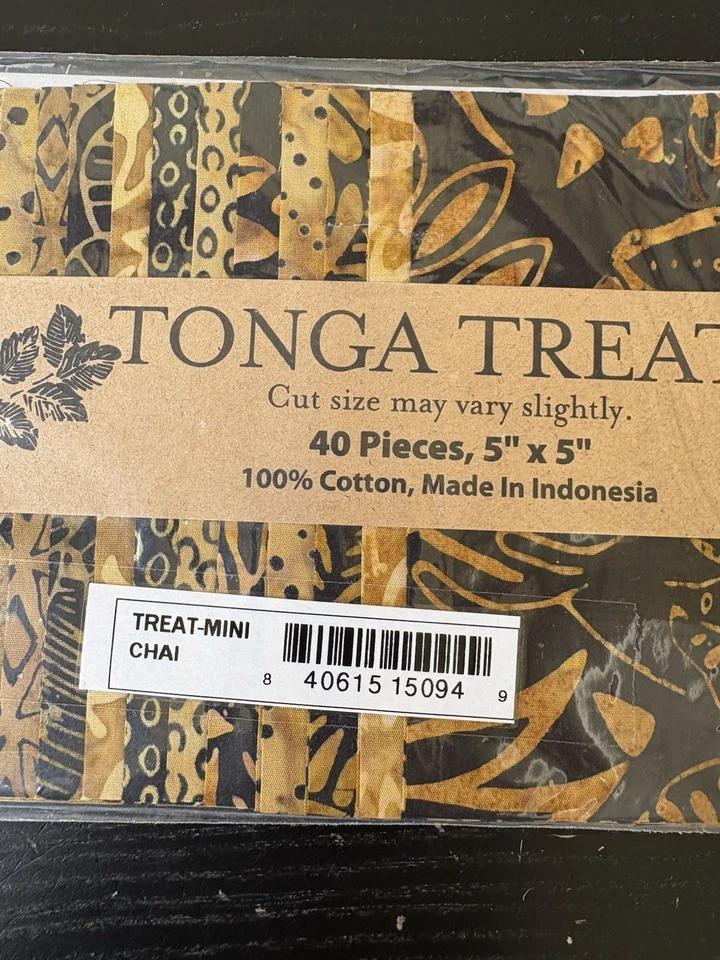 TONGA TREAT
Cut size may vary slightly.
40 Pieces, 5" x 5"
100% Cotton, Made In Indonesia
TREAT-MINI
CHAI
8 40615 15094 9